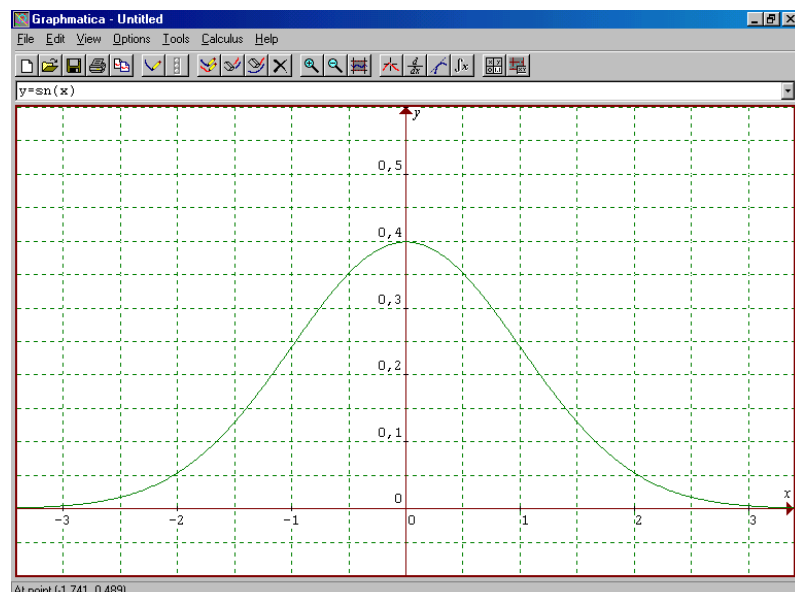 Graphmatica - Untitled
File Edit View Options Tools Calculus Help
y=sn(x)
y
0,5
0,4
0,3
0,2
0,1
0
x
-3 -2 -1 0 1 2 3
At point (-1.741, 0.489)